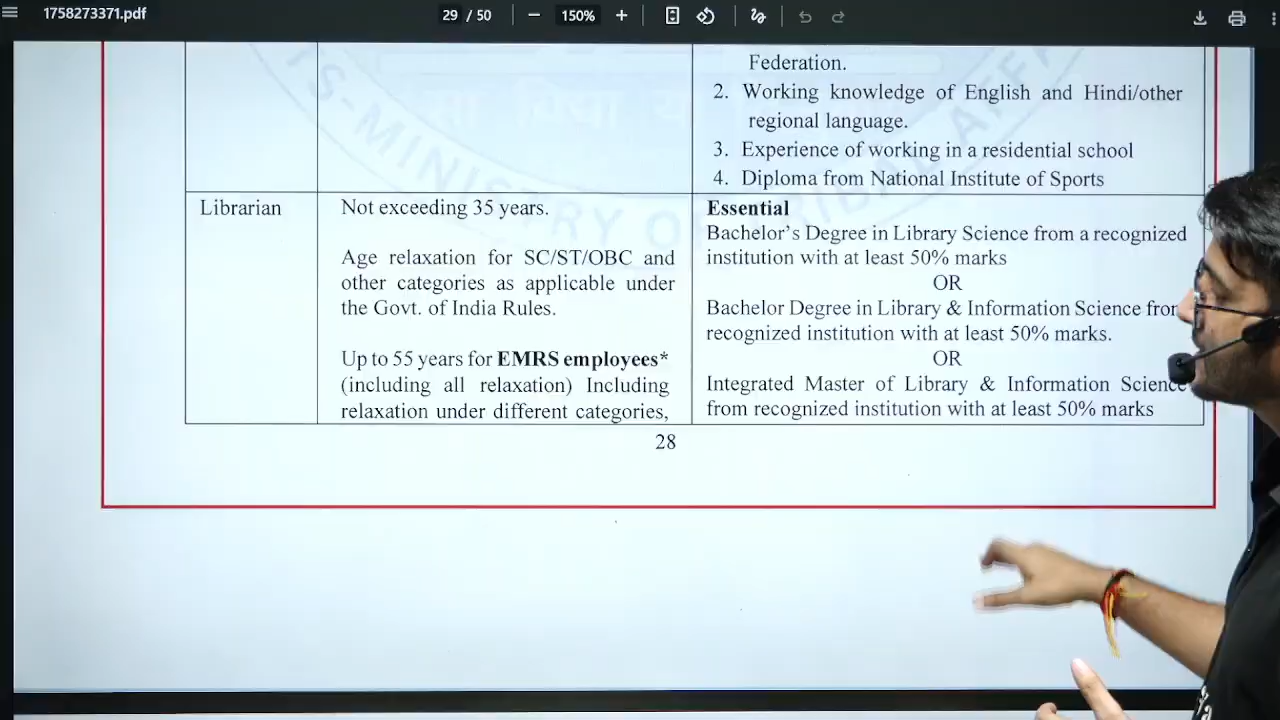 1758273371.pdf
29 / 50
150%
Federation.
2. Working knowledge of English and Hindi/other
regional language.
3. Experience of working in a residential school
4. Diploma from National Institute of Sports
Librarian
Not exceeding 35 years.
Age relaxation for SC/ST/OBC and
other categories as applicable under
the Govt. of India Rules.
Up to 55 years for EMRS employees*
(including all relaxation) Including
relaxation under different categories,
Essential
Bachelor's Degree in Library Science from a recognized
institution with at least 50% marks
OR
Bachelor Degree in Library & Information Science from
recognized institution with at least 50% marks.
OR
Integrated Master of Library & Information Science
from recognized institution with at least 50% marks
28